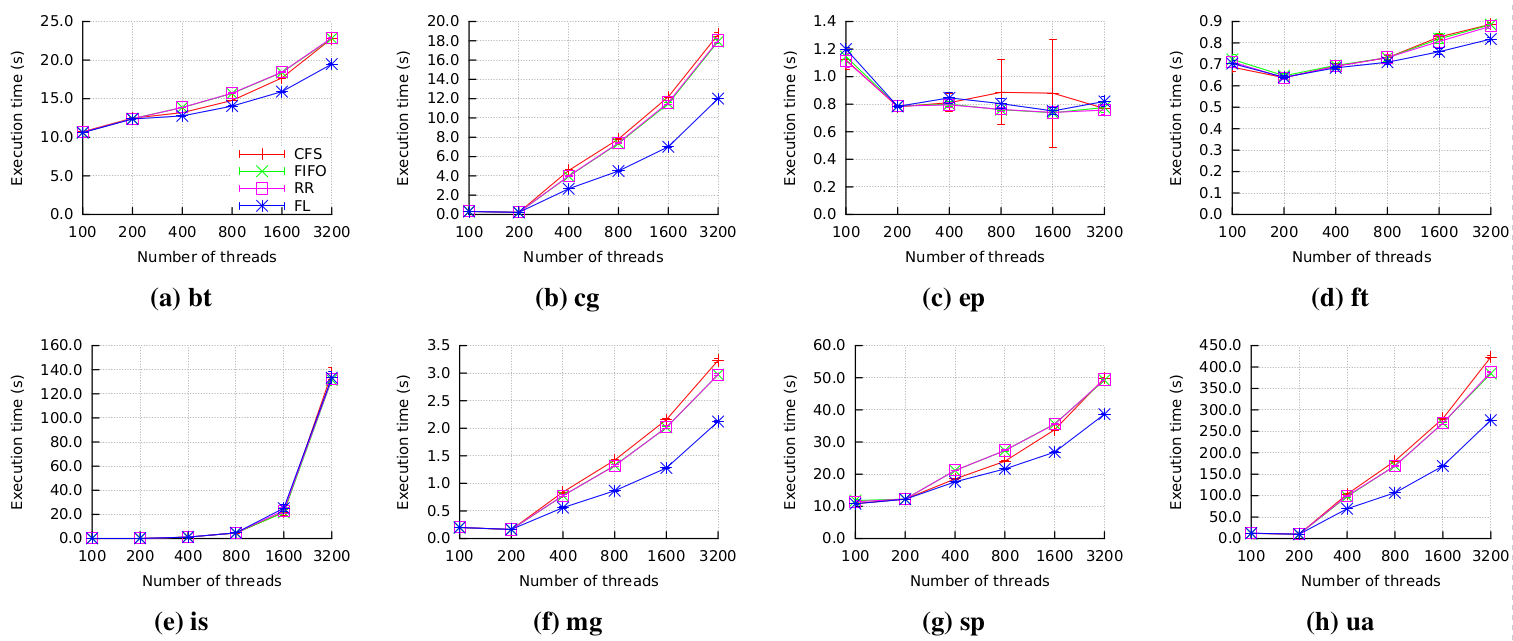 Execution time (s)
25.0
20.0
15.0
10.0
5.0
0.0
CFS
FIFO
RR
FL
100 200 400 800 1600 3200
Number of threads
(a) bt
Execution time (s)
20.0
18.0
16.0
14.0
12.0
10.0
8.0
6.0
4.0
2.0
0.0
100 200 400 800 1600 3200
Number of threads
(b) cg
Execution time (s)
1.4
1.2
1.0
0.8
0.6
0.4
0.2
0.0
100 200 400 800 1600 3200
Number of threads
(c) ep
Execution time (s)
0.9
0.8
0.7
0.6
0.5
0.4
0.3
0.2
0.1
0.0
100 200 400 800 1600 3200
Number of threads
(d) ft
Execution time (s)
160.0
140.0
120.0
100.0
80.0
60.0
40.0
20.0
0.0
100 200 400 800 1600 3200
Number of threads
(e) is
Execution time (s)
3.5
3.0
2.5
2.0
1.5
1.0
0.5
0.0
100 200 400 800 1600 3200
Number of threads
(f) mg
Execution time (s)
60.0
50.0
40.0
30.0
20.0
10.0
0.0
100 200 400 800 1600 3200
Number of threads
(g) sp
Execution time (s)
450.0
400.0
350.0
300.0
250.0
200.0
150.0
100.0
50.0
0.0
100 200 400 800 1600 3200
Number of threads
(h) ua